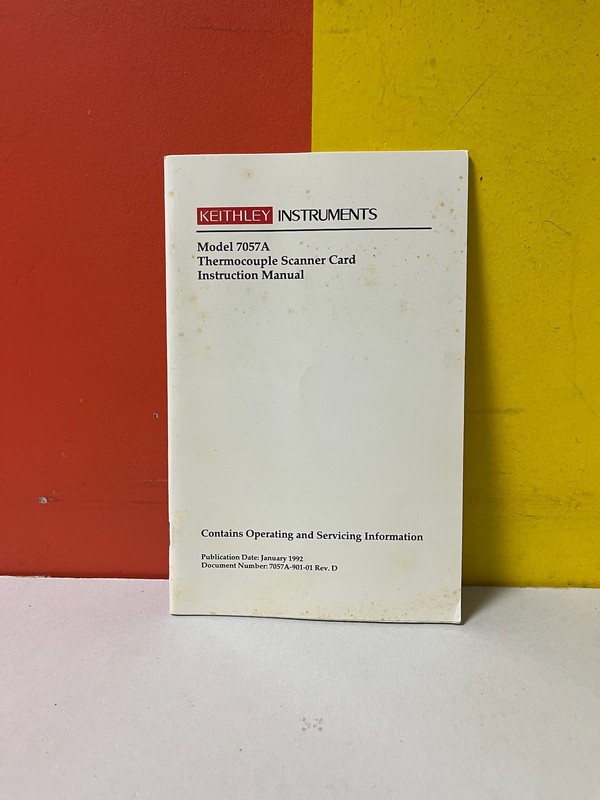 KEITHLEY INSTRUMENTS
Model 7057A
Thermocouple Scanner Card
Instruction Manual
Contains Operating and Servicing Information
Publication Date: January 1992
Document Number: 7057A-901-01 Rev. D